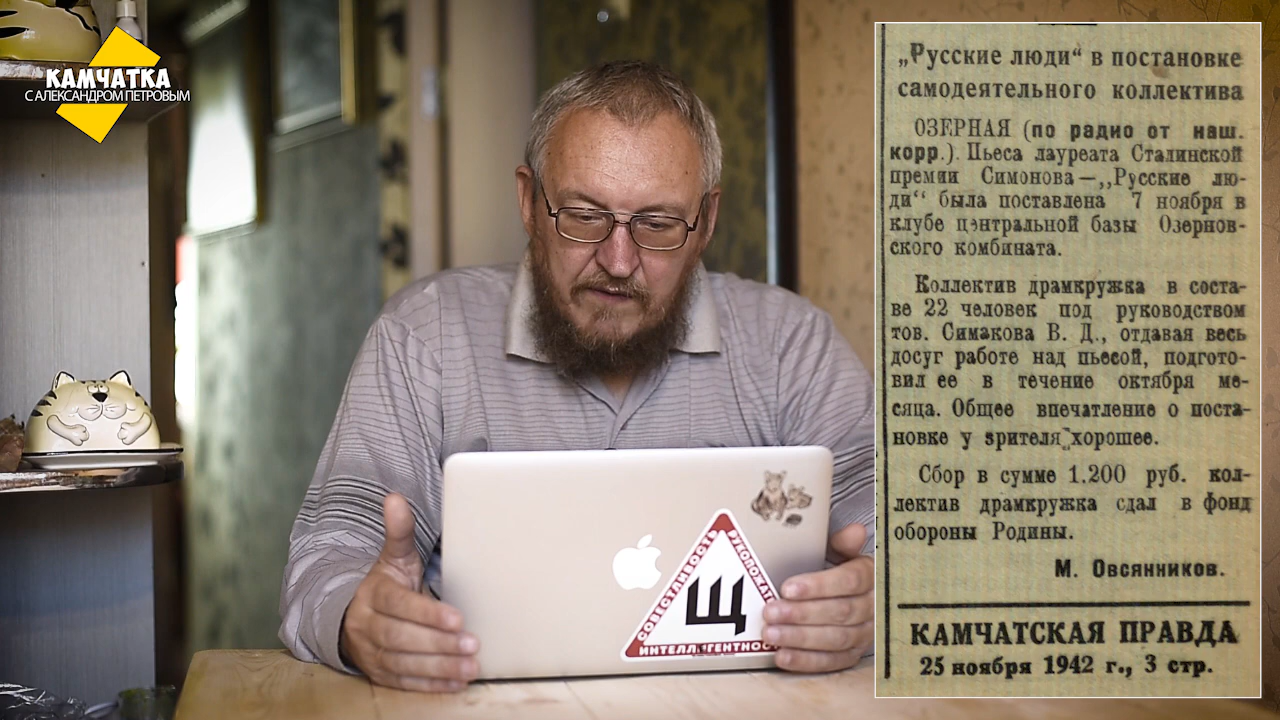 КАМЧАТКА
С АЛЕКСАНДРОМ ПЕТРОВЫМ
„Русские люди“ в постановке
самодеятельного коллектива
ОЗЕРНАЯ (по радио от наш.
корр.). Пьеса лауреата Сталинской
премии Симонова—„Русские лю-
ди“ была поставлена 7 ноября в
клубе центральной базы Озернов-
ского комбината.
Коллектив драмкружка в соста-
ве 22 человек под руководством
тов. Симакова В. Д., отдавая весь
досуг работе над пьесой, подгото-
вил ее в течение октября ме-
сяца. Общее впечатление о поста-
новке у зрителя хорошее.
Сбор в сумме 1.200 руб. кол-
лектив драмкружка сдал в фонд
обороны Родины.
М. Овсянников.
КАМЧАТСКАЯ ПРАВДА
25 ноября 1942 г., 3 стр.
СОВЕСТЛИВОСТЬ
РУКОПОЖАТ
Щ
ИНТЕЛЛИГЕНТНОС